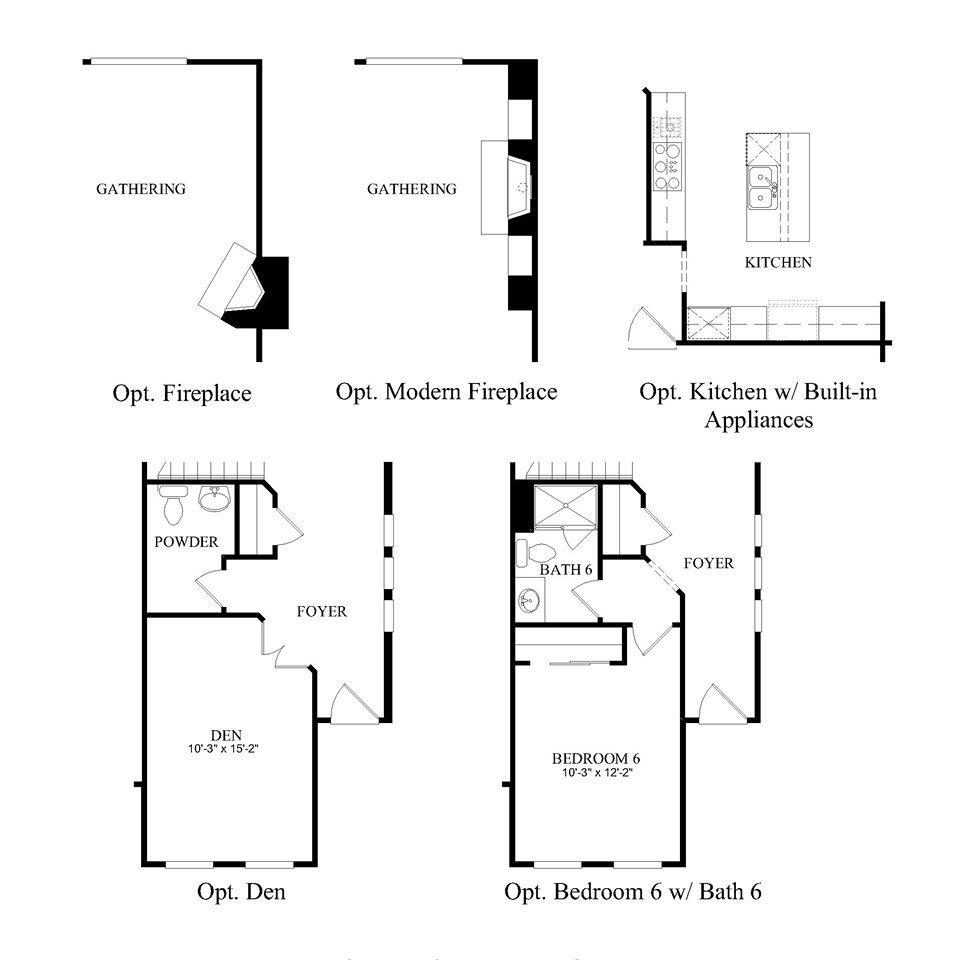 GATHERING
Opt. Fireplace
GATHERING
Opt. Modern Fireplace
KITCHEN
Opt. Kitchen w/ Built-in
Appliances
POWDER
FOYER
DEN
10'-3" x 15'-2"
Opt. Den
BATH 6
FOYER
BEDROOM 6
10'-3" x 12'-2"
Opt. Bedroom 6 w/ Bath 6